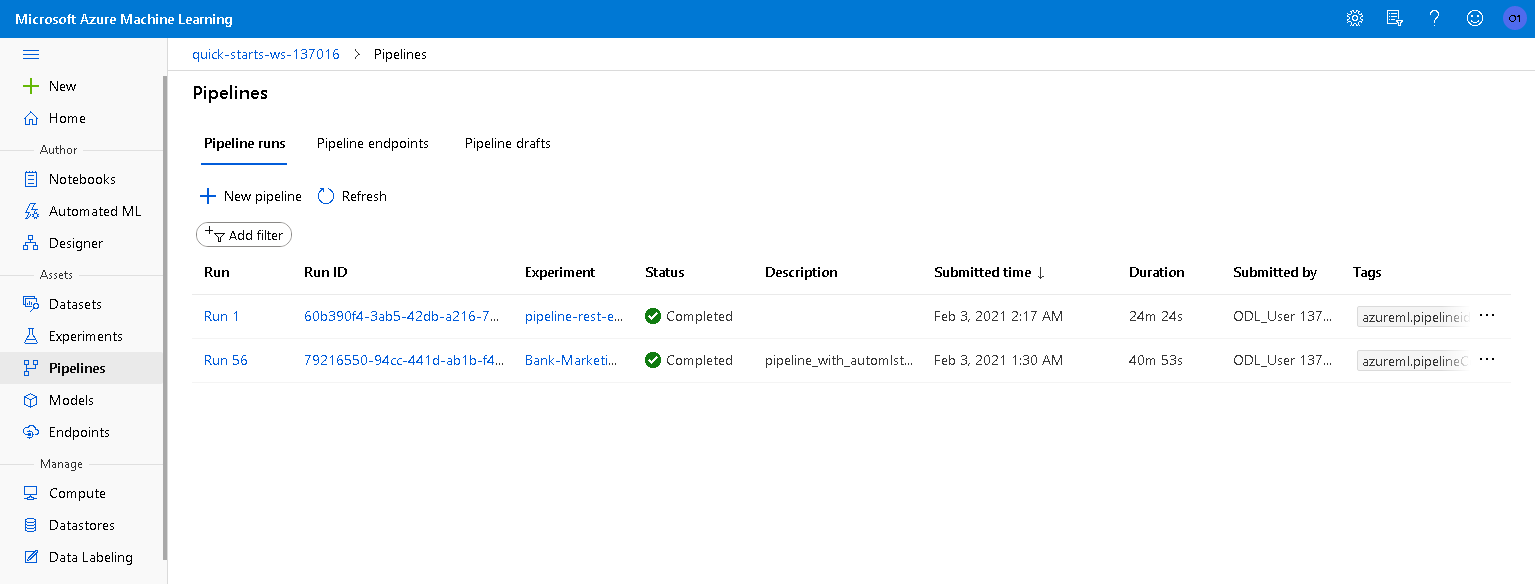 Microsoft Azure Machine Learning
O1
quick-starts-ws-137016 > Pipelines
New
Home
Author
Notebooks
Automated ML
Designer
Assets
Datasets
Experiments
Pipelines
Models
Endpoints
Manage
Compute
Datastores
Data Labeling
Pipelines
Pipeline runs Pipeline endpoints Pipeline drafts
New pipeline Refresh
Add filter
Run Run ID Experiment Status Description Submitted time ↓ Duration Submitted by Tags
Run 1 60b390f4-3ab5-42db-a216-7... pipeline-rest-e... Completed Feb 3, 2021 2:17 AM 24m 24s ODL_User 137... azureml.pipelineid ...
Run 56 79216550-94cc-441d-ab1b-f4... Bank-Marketi... Completed pipeline_with_automlst... Feb 3, 2021 1:30 AM 40m 53s ODL_User 137... azureml.pipelineC ...